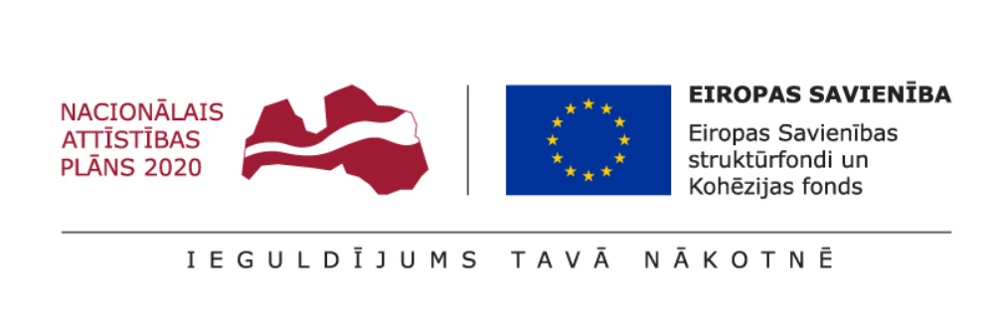 NACIONĀLAIS
ATTĪSTĪBAS
PLĀNS 2020
EIROPAS SAVIENĪBA
Eiropas Savienības
struktūrfondi un
Kohēzijas fonds
IEGULDĪJUMS TAVĀ NĀKOTNĒ